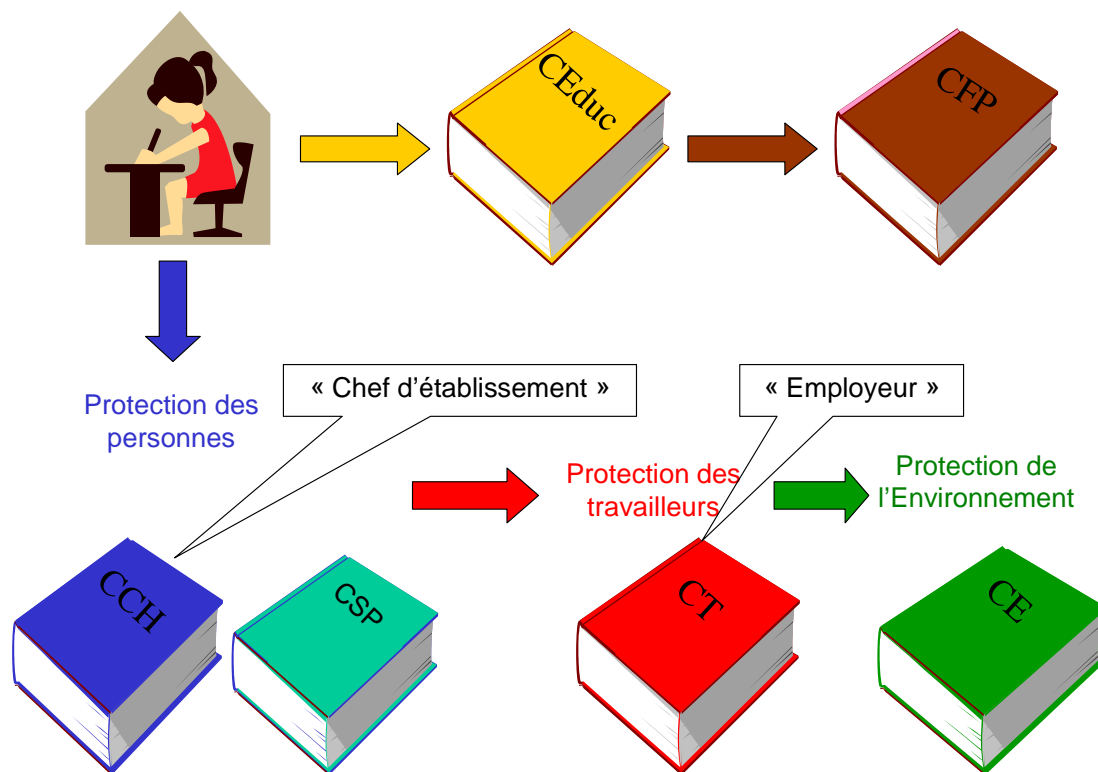 CEduc
CFP
« Chef d’établissement »
« Employeur »
Protection des
personnes
Protection des
travailleurs
Protection de
l’Environnement
CCH
CSP
CT
CE